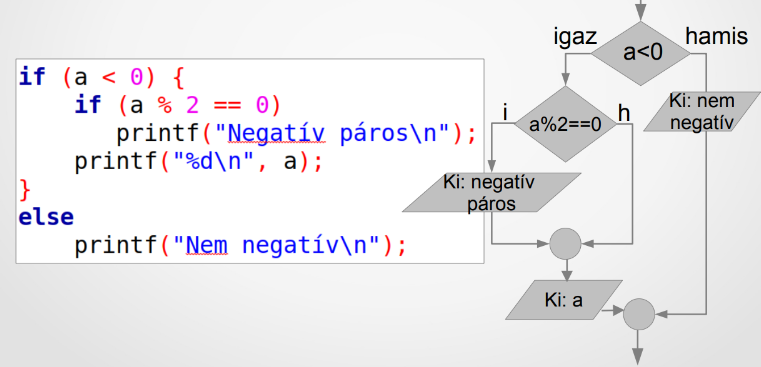 if (a < 0) {
    if (a % 2 == 0)
       printf("Negatív páros\n");
    printf("%d\n", a);
}
else
    printf("Nem negatív\n");
igaz
hamis
a<0
Ki: nem
negatív
i
a%2==0
h
Ki: negatív
páros
Ki: a